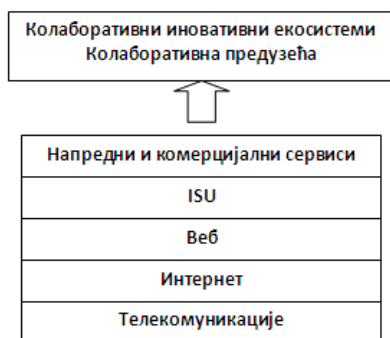 Колаборативни иновативни екосистеми
Колаборативна предузећа
Напредни и комерцијални сервиси
ISU
Веб
Интернет
Телекомуникације